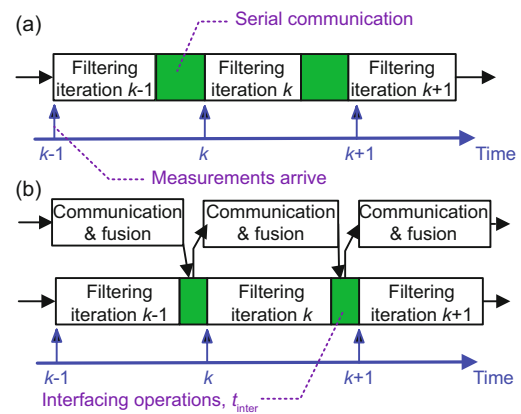 (a)
Serial communication
Filtering
iteration k-1
Filtering
iteration k
Filtering
iteration k+1
k-1
k
k+1
Time
Measurements arrive
(b)
Communication
& fusion
Communication
& fusion
Communication
& fusion
Filtering
iteration k-1
Filtering
iteration k
Filtering
iteration k+1
k-1
k
k+1
Time
Interfacing operations, t_inter